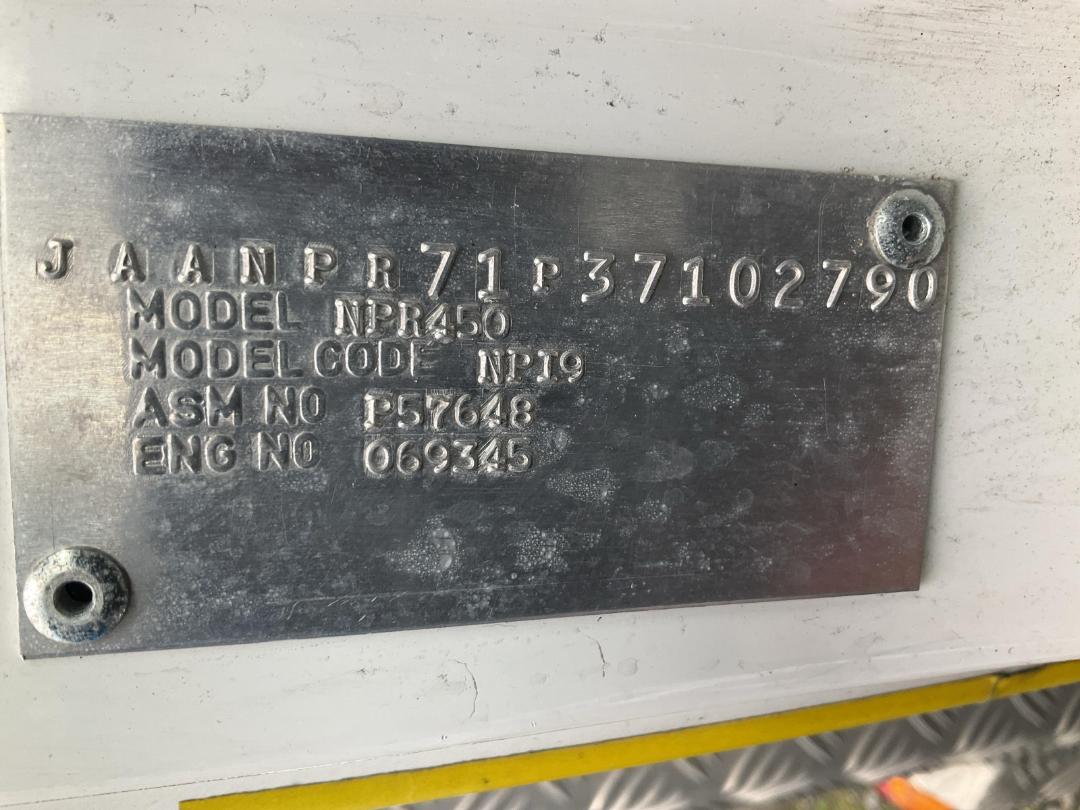 JAANPR71P37102790
MODEL NPR450
MODEL CODE NPI9
ASM NO P57648
ENG NO 069345